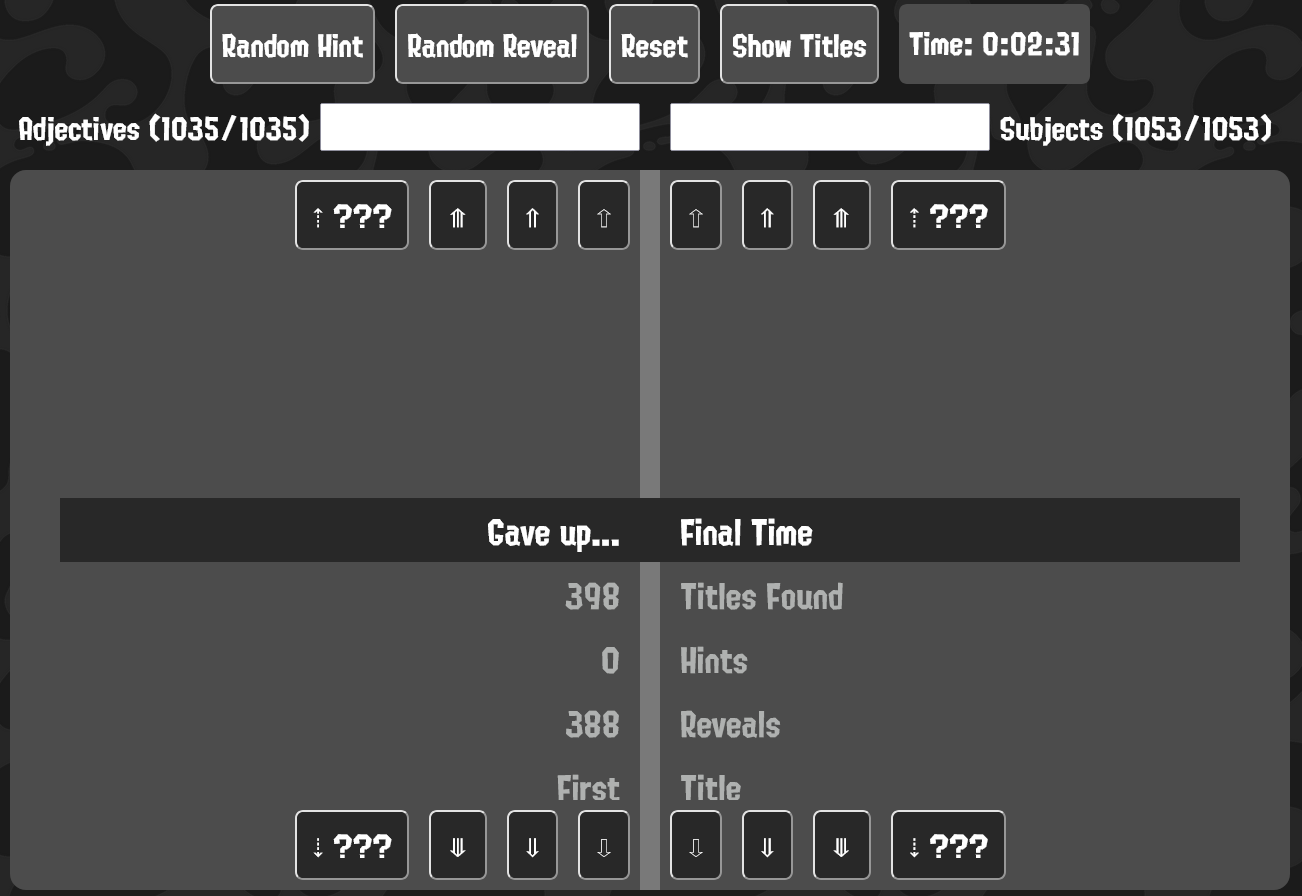 Random Hint Random Reveal Reset Show Titles Time: 0:02:31
Adjectives (1035/1035) Subjects (1053/1053)
⇡ ??? ⤊ ⇑ ⇧ ⇧ ⇑ ⤊ ⇡ ???
Gave up... Final Time
398 Titles Found
0 Hints
388 Reveals
First Title
⇣ ??? ⤋ ⇓ ⇩ ⇩ ⇓ ⤋ ⇣ ???